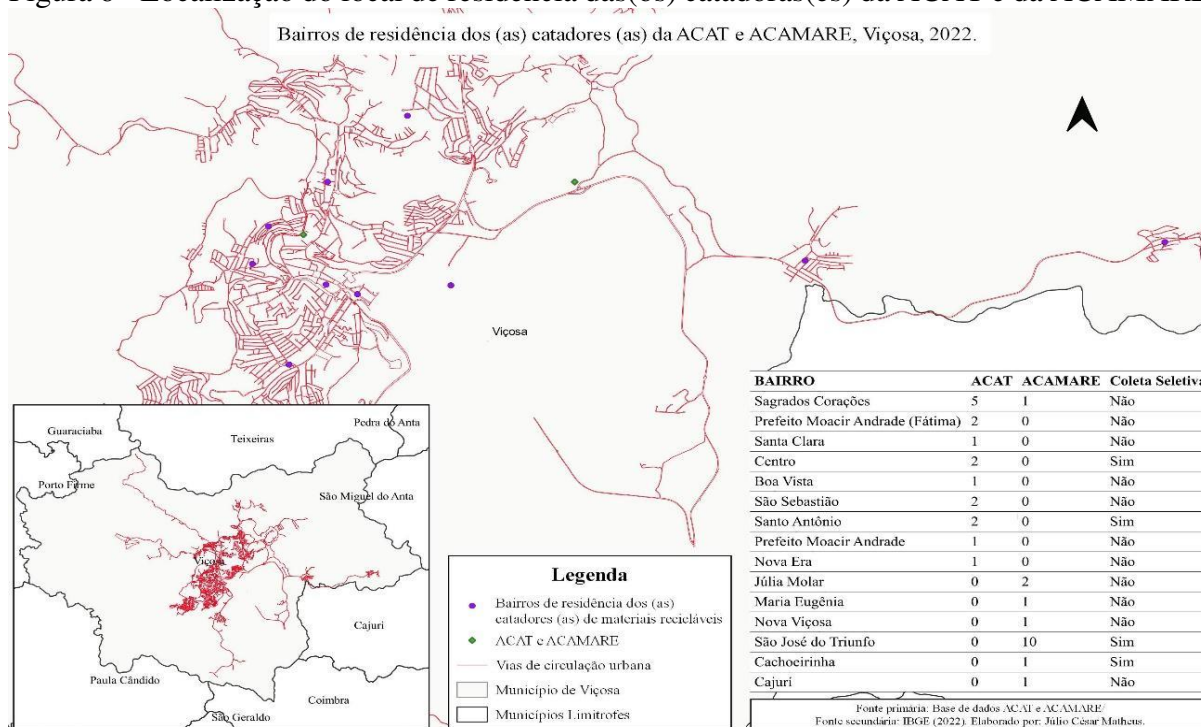 Figura 6 - Localização do local de residência das(os) catadoras(es) da ACAT e da ACAMARE
Bairros de residência dos (as) catadores (as) da ACAT e ACAMARE, Viçosa, 2022.
Viçosa
BAIRRO ACAT ACAMARE Coleta Seletiva
Sagrados Corações 5 1 Não
Prefeito Moacir Andrade (Fátima) 2 0 Não
Santa Clara 1 0 Não
Centro 2 0 Sim
Boa Vista 1 0 Não
São Sebastião 2 0 Não
Santo Antônio 2 0 Sim
Prefeito Moacir Andrade 1 0 Não
Nova Era 1 0 Não
Júlia Molar 0 2 Não
Maria Eugênia 0 1 Não
Nova Viçosa 0 1 Não
São José do Triunfo 0 10 Sim
Cachoeirinha 0 1 Sim
Cajuri 0 1 Não
Guaraciaba
Teixeiras
Pedra do Anta
Porto Firme
São Miguel do Anta
Viçosa
Cajuri
Paula Cândido
Coimbra
São Geraldo
Legenda
Bairros de residência dos (as)
catadores (as) de materiais recicláveis
ACAT e ACAMARE
Vias de circulação urbana
Município de Viçosa
Municípios Limítrofes
Fonte primária: Base de dados ACAT e ACAMARE/
Fonte secundária: IBGE (2022). Elaborado por: Júlio César Matheus.